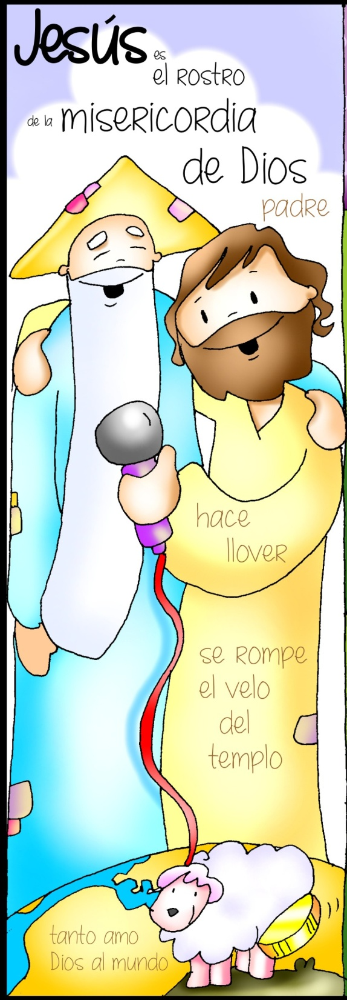 Jesús es
el rostro
de la misericordia
de Dios
padre
hace
llover
se rompe
el velo
del
templo
tanto amo
Dios al mundo